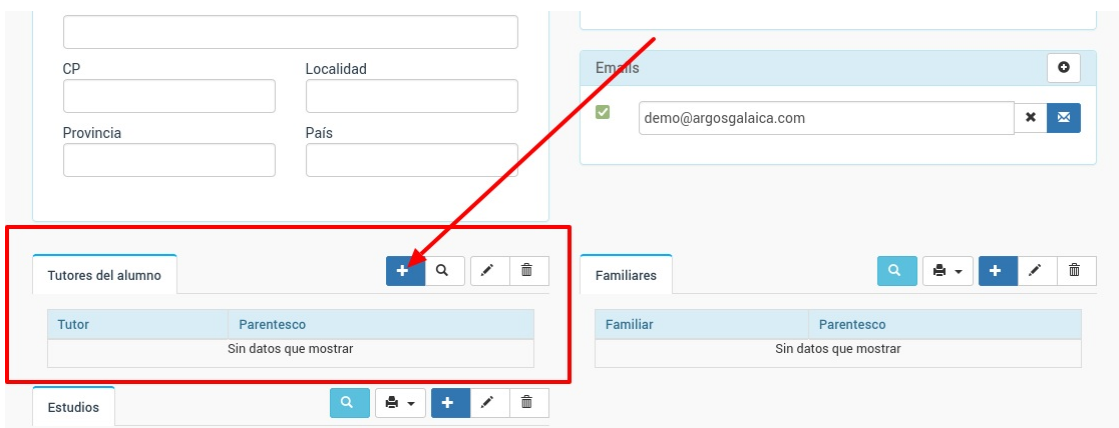 CP
Localidad
Provincia
País
Emails
demo@argosgalaica.com
Tutores del alumno
Tutor Parentesco
Sin datos que mostrar
Familiares
Familiar Parentesco
Sin datos que mostrar
Estudios